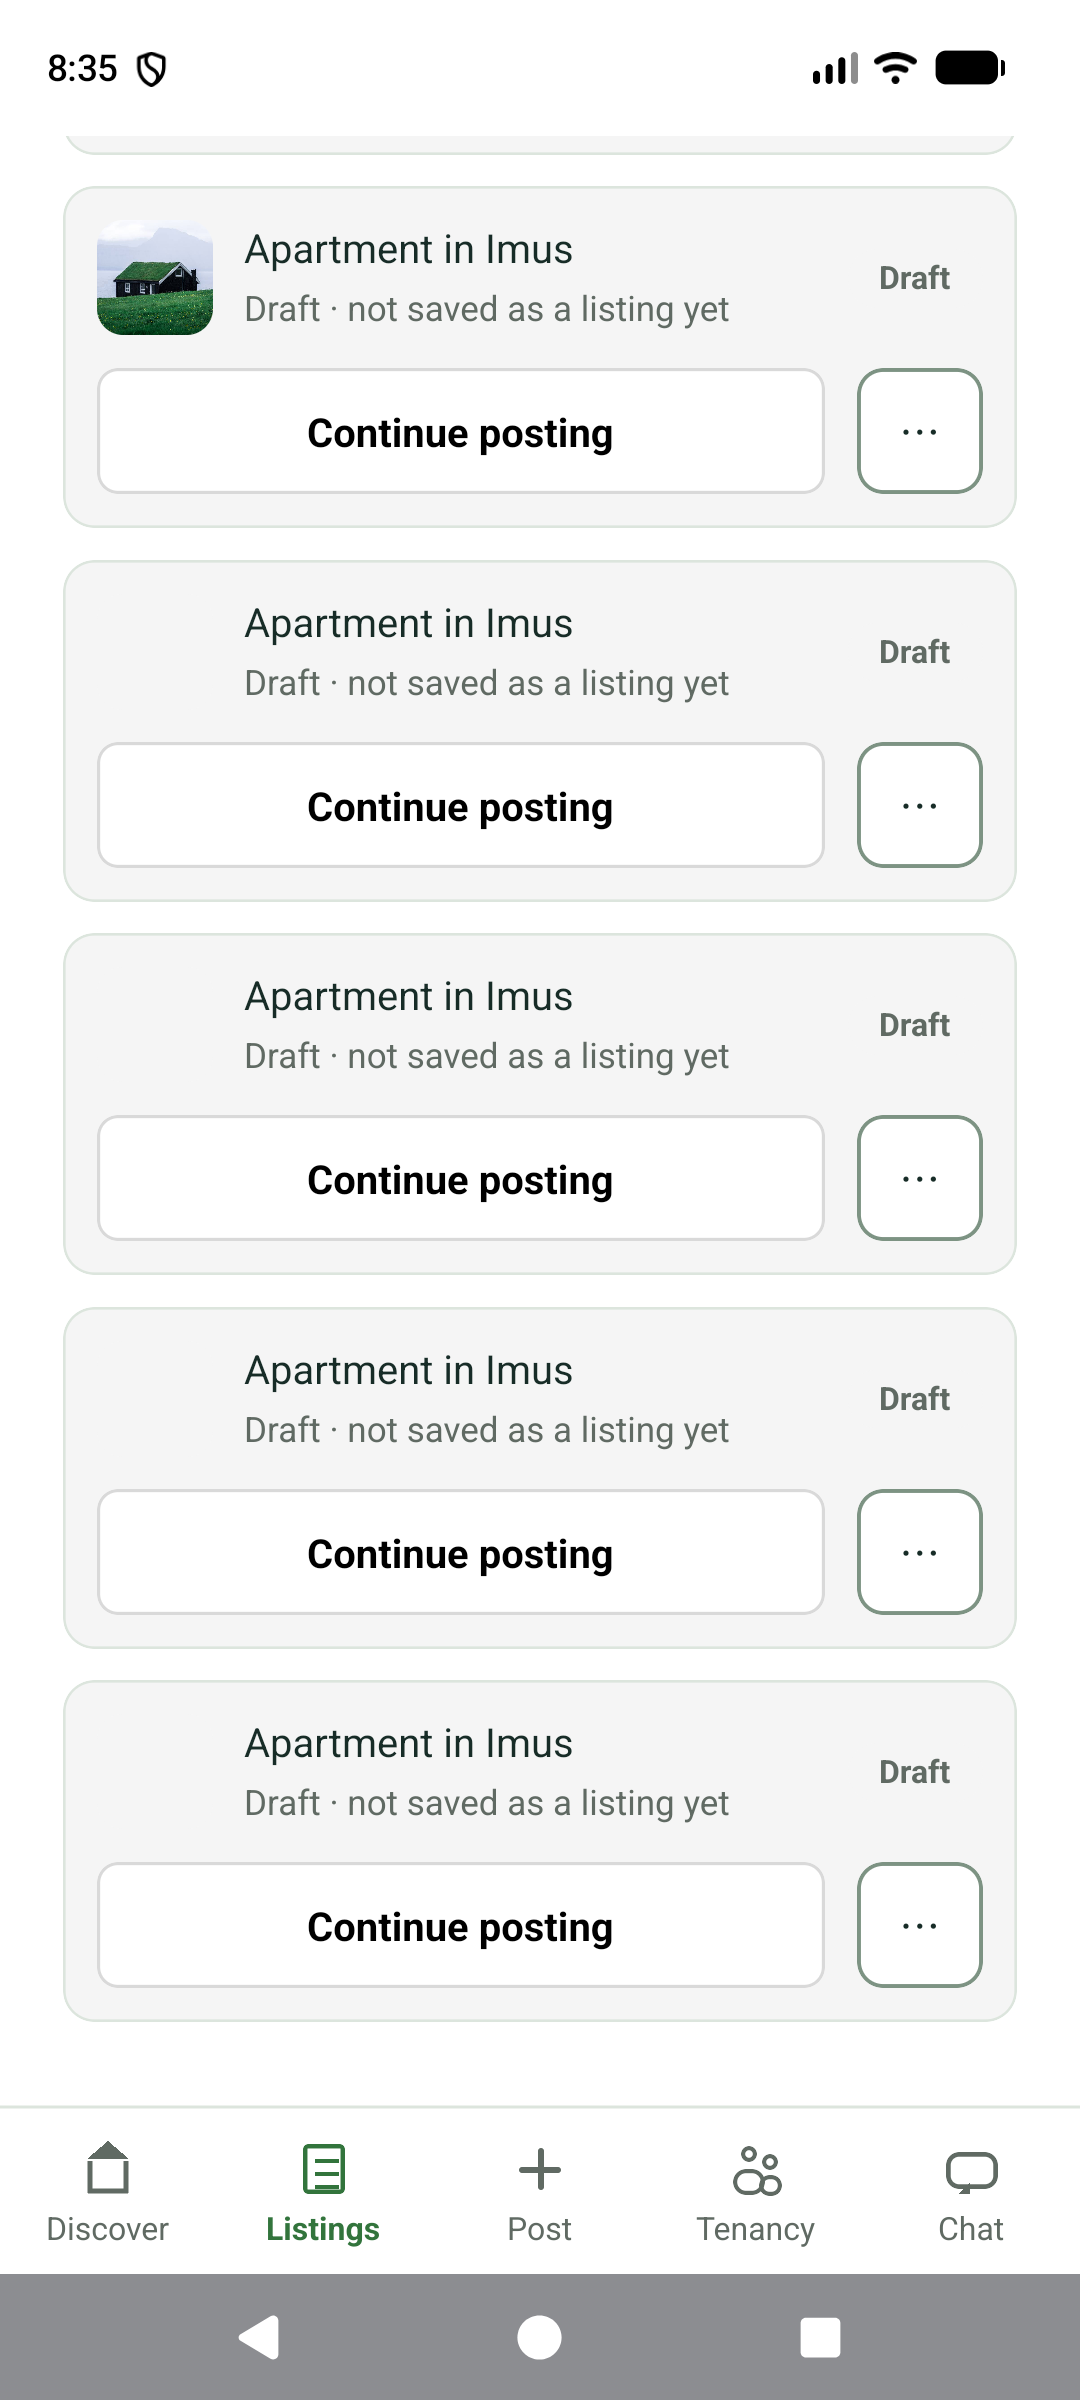 8:35
Apartment in Imus
Draft · not saved as a listing yet
Draft
Continue posting
...
Apartment in Imus
Draft · not saved as a listing yet
Draft
Continue posting
...
Apartment in Imus
Draft · not saved as a listing yet
Draft
Continue posting
...
Apartment in Imus
Draft · not saved as a listing yet
Draft
Continue posting
...
Apartment in Imus
Draft · not saved as a listing yet
Draft
Continue posting
...
Discover
Listings
Post
Tenancy
Chat